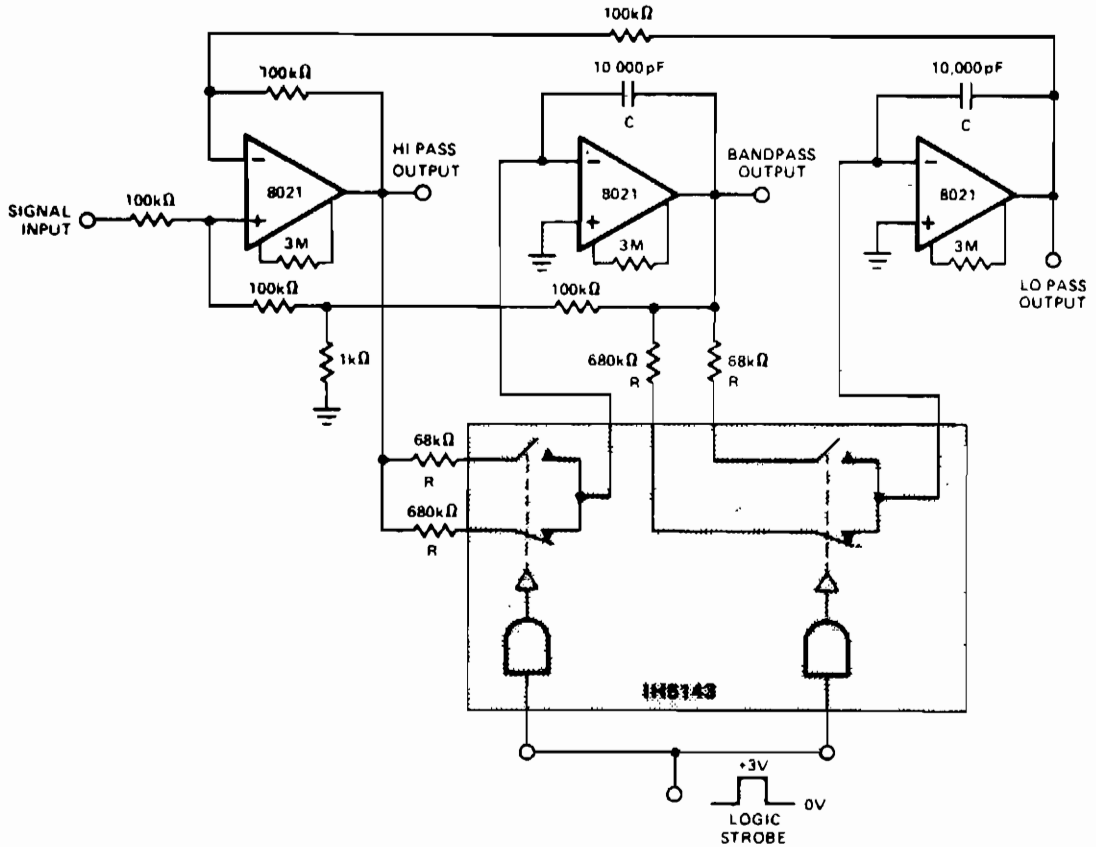 100kΩ
100kΩ
10 000pF
C
10,000pF
C
HI PASS
OUTPUT
BANDPASS
OUTPUT
−
8021
+
3M
−
8021
+
3M
−
8021
+
3M
SIGNAL
INPUT
100kΩ
LO PASS
OUTPUT
100kΩ
100kΩ
1kΩ
680kΩ
R
68kΩ
R
68kΩ
R
680kΩ
R
IH5143
+3V
0V
LOGIC
STROBE